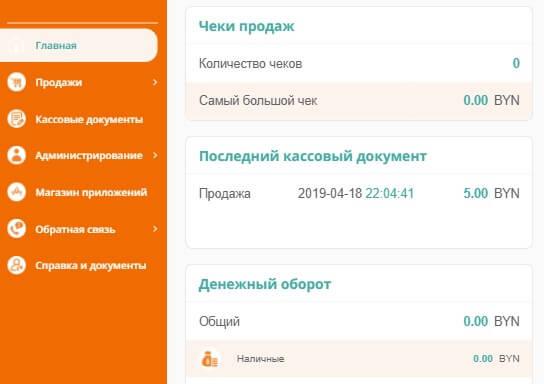 Главная
Продажи
Кассовые документы
Администрирование
Магазин приложений
Обратная связь
Справка и документы
Чеки продаж
Количество чеков 0
Самый большой чек 0.00 BYN
Последний кассовый документ
Продажа 2019-04-18 22:04:41 5.00 BYN
Денежный оборот
Общий 0.00 BYN
Наличные 0.00 BYN